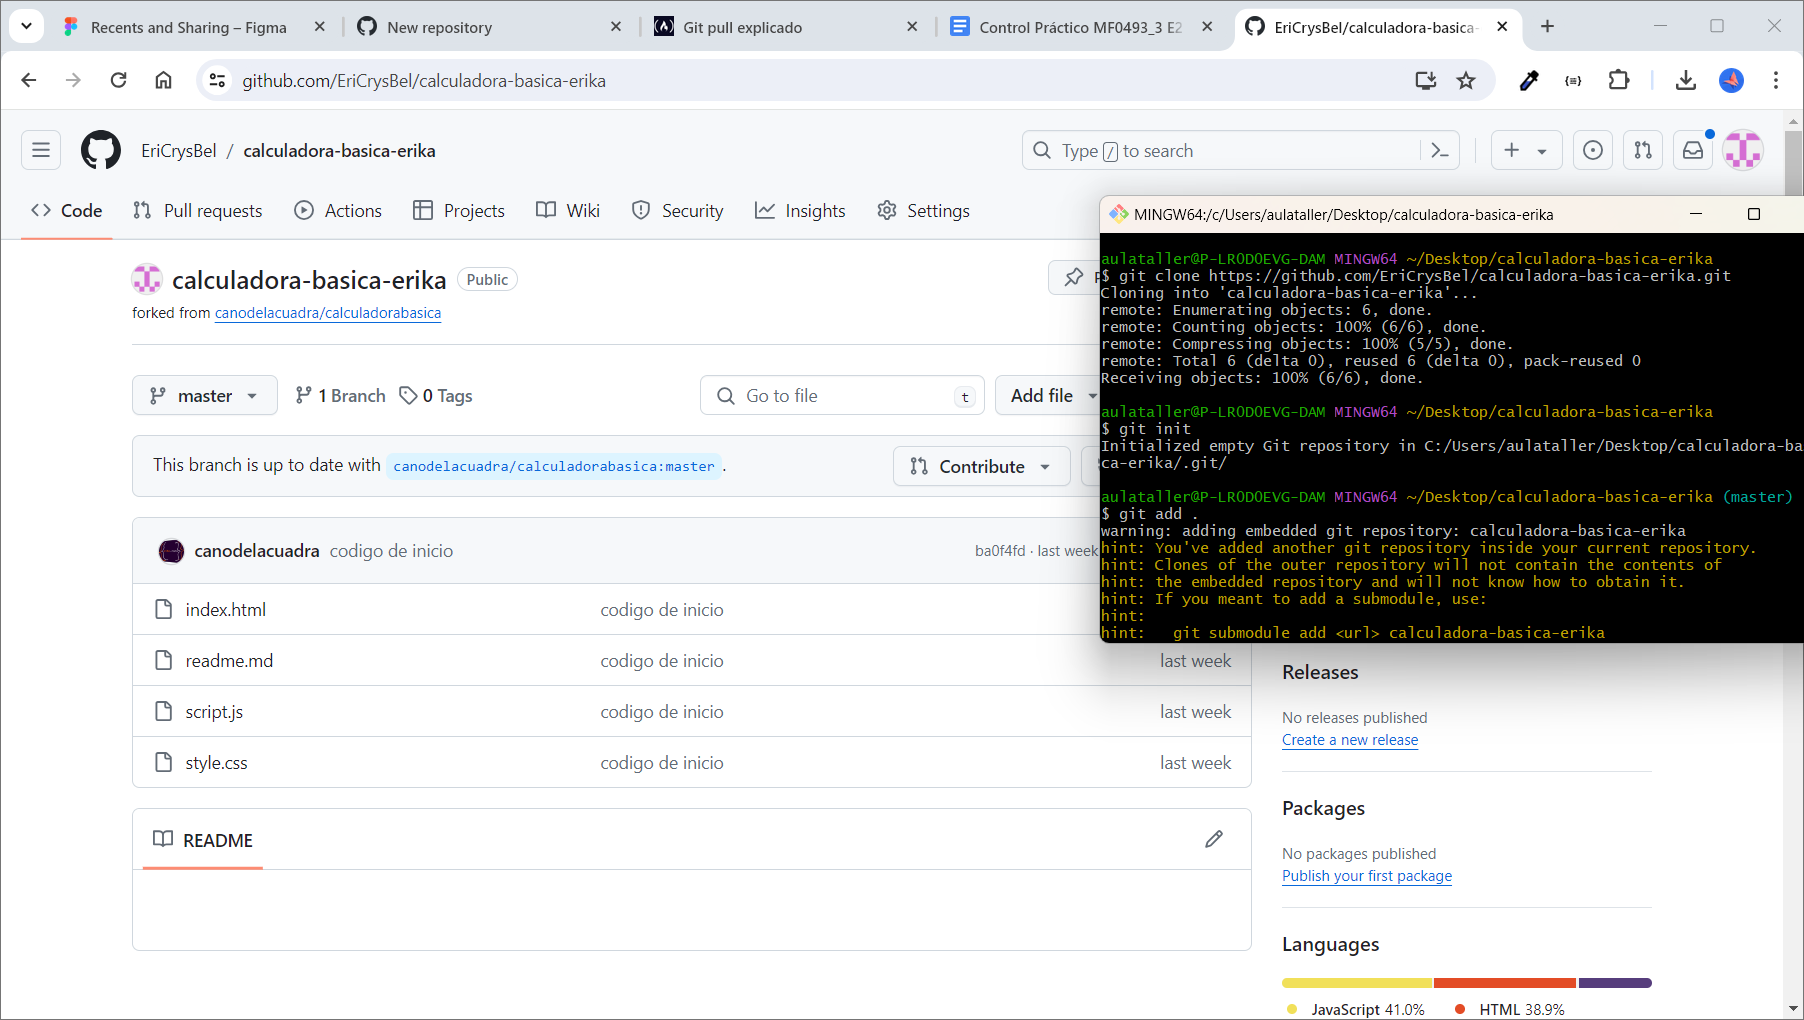 Recents and Sharing – Figma
New repository
Git pull explicado
Control Práctico MF0493_3 E2
EriCrysBel/calculadora-basica-
github.com/EriCrysBel/calculadora-basica-erika
EriCrysBel / calculadora-basica-erika
Type / to search
Code
Pull requests
Actions
Projects
Wiki
Security
Insights
Settings
calculadora-basica-erika
Public
forked from canodelacuadra/calculadorabasica
master
1 Branch
0 Tags
Go to file
t
Add file
This branch is up to date with canodelacuadra/calculadorabasica:master .
Contribute
canodelacuadra codigo de inicio
ba0f4fd · last week
index.html codigo de inicio
readme.md codigo de inicio last week
script.js codigo de inicio last week
style.css codigo de inicio last week
README
MINGW64:/c/Users/aulataller/Desktop/calculadora-basica-erika
aulataller@P-LRODOEVG-DAM MINGW64 ~/Desktop/calculadora-basica-erika
$ git clone https://github.com/EriCrysBel/calculadora-basica-erika.git
Cloning into 'calculadora-basica-erika'...
remote: Enumerating objects: 6, done.
remote: Counting objects: 100% (6/6), done.
remote: Compressing objects: 100% (5/5), done.
remote: Total 6 (delta 0), reused 6 (delta 0), pack-reused 0
Receiving objects: 100% (6/6), done.
aulataller@P-LRODOEVG-DAM MINGW64 ~/Desktop/calculadora-basica-erika
$ git init
Initialized empty Git repository in C:/Users/aulataller/Desktop/calculadora-ba
ca-erika/.git/
aulataller@P-LRODOEVG-DAM MINGW64 ~/Desktop/calculadora-basica-erika (master)
$ git add .
warning: adding embedded git repository: calculadora-basica-erika
hint: You've added another git repository inside your current repository.
hint: Clones of the outer repository will not contain the contents of
hint: the embedded repository and will not know how to obtain it.
hint: If you meant to add a submodule, use:
hint:
hint: git submodule add <url> calculadora-basica-erika
Releases
No releases published
Create a new release
Packages
No packages published
Publish your first package
Languages
JavaScript 41.0%
HTML 38.9%